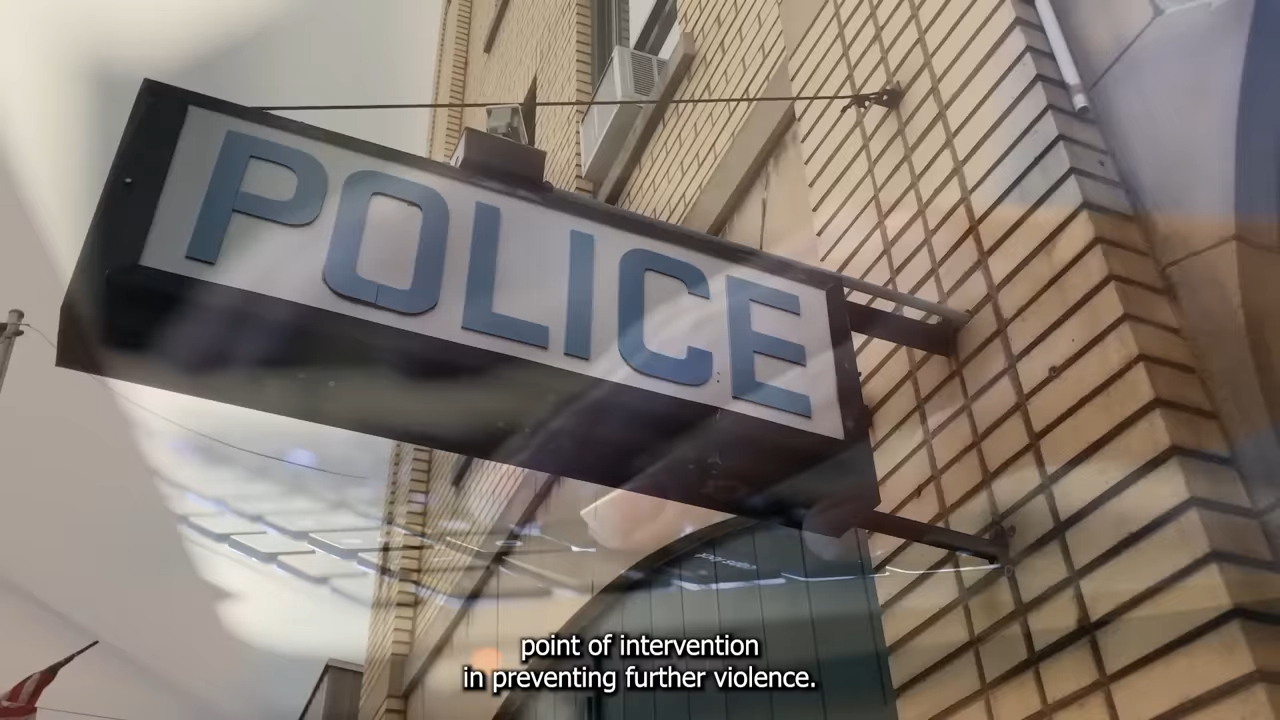 POLICE
point of intervention
in preventing further violence.